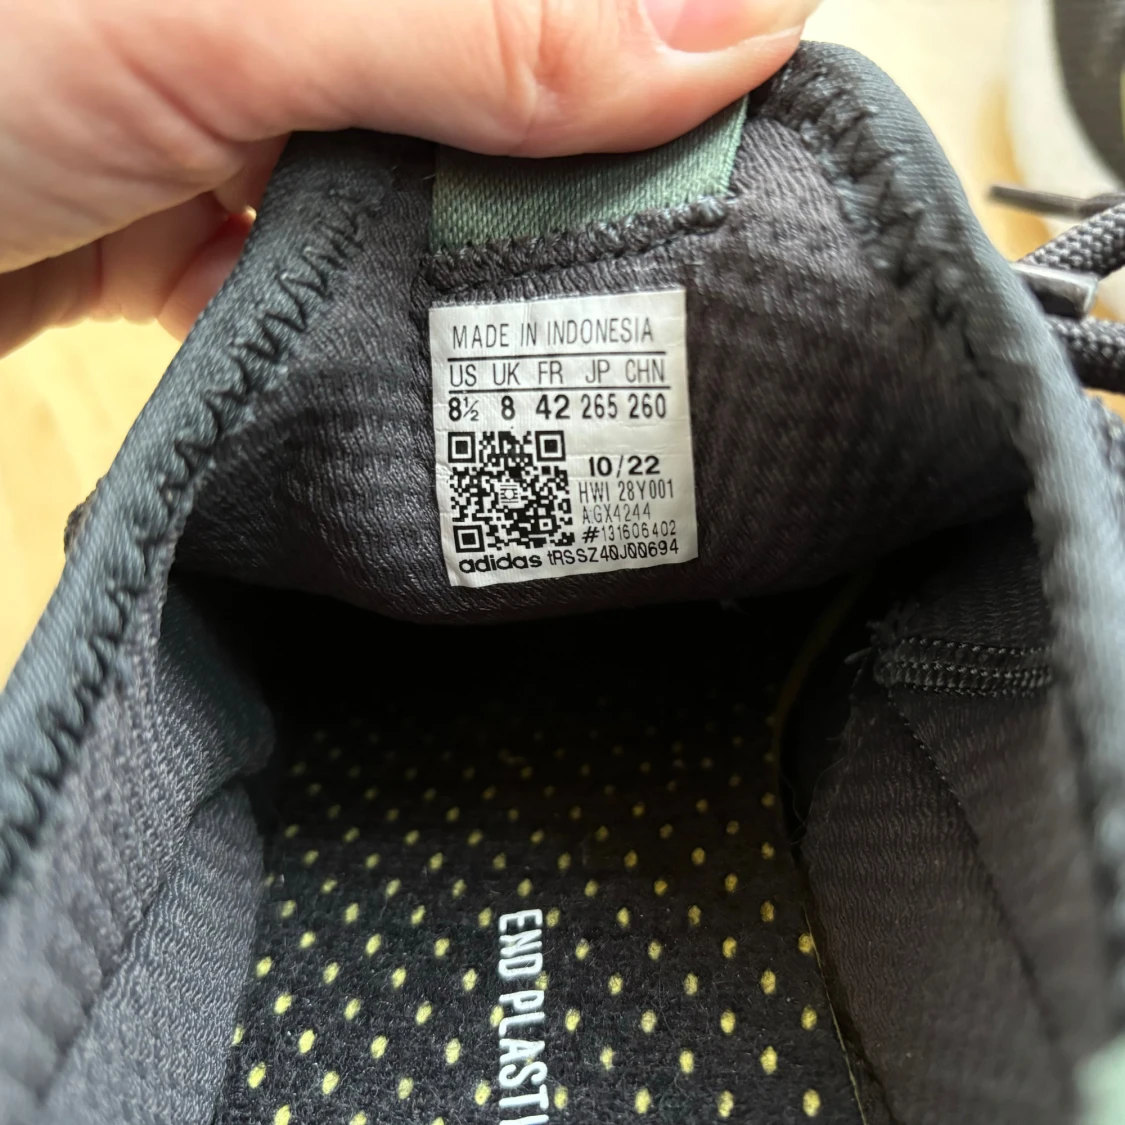 MADE IN INDONESIA
US UK FR JP CHN
8½ 8 42 265 260
10/22
HWI 28Y001
AGX4244
#131606402
adidas tRSSZ40J00694
END PLASTI